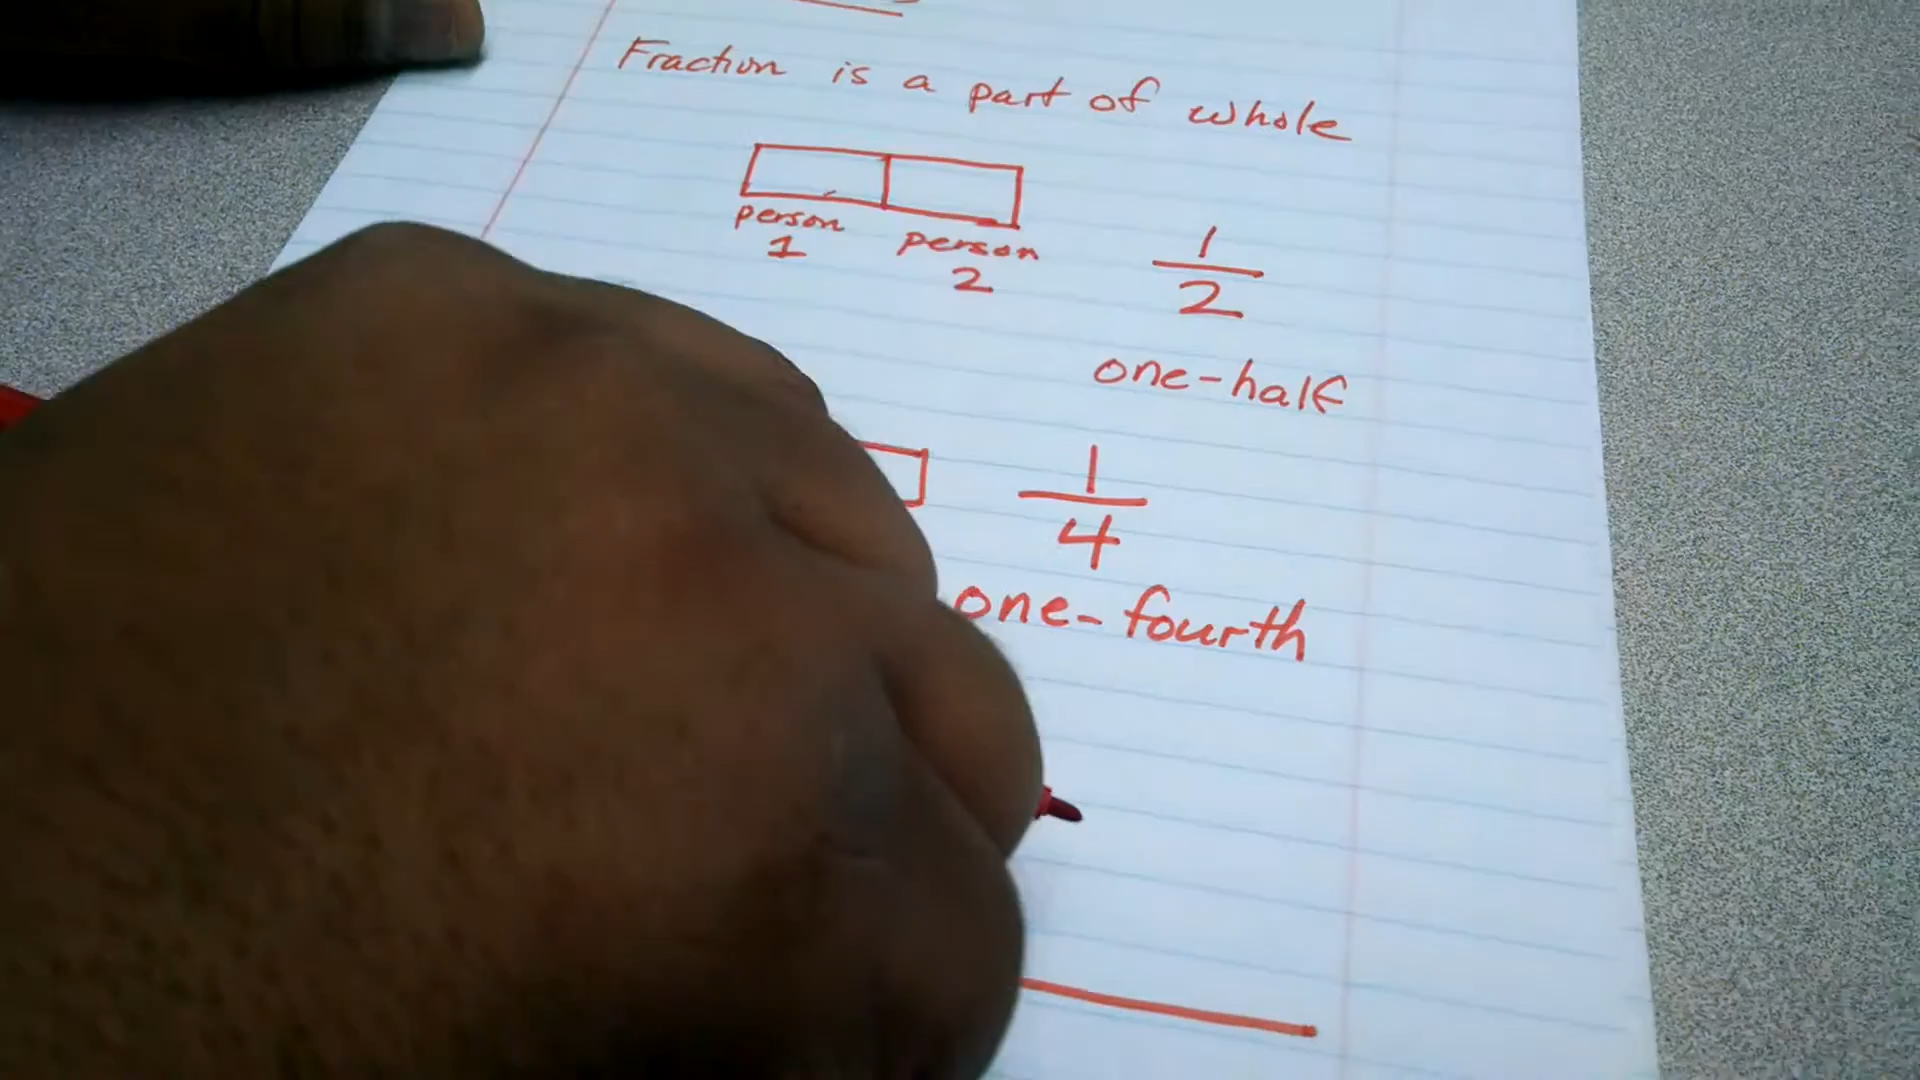 Fraction is a part of whole
person person
1 2
1
2
one-half
1
4
one-fourth